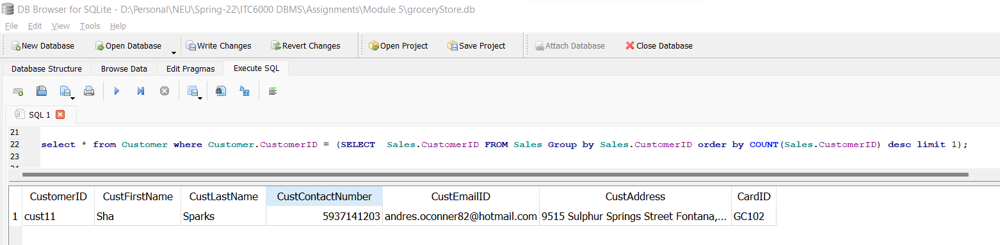 DB Browser for SQLite - D:\Personal\NEU\Spring-22\ITC6000 DBMS\Assignments\Module 5\groceryStore.db
File Edit View Tools Help
New Database Open Database Write Changes Revert Changes Open Project Save Project Attach Database Close Database
Database Structure Browse Data Edit Pragmas Execute SQL
SQL 1
21
22 select * from Customer where Customer.CustomerID = (SELECT  Sales.CustomerID FROM Sales Group by Sales.CustomerID order by COUNT(Sales.CustomerID) desc limit 1);
23
CustomerID CustFirstName CustLastName CustContactNumber CustEmailID CustAddress CardID
1 cust11 Sha Sparks 5937141203 andres.oconner82@hotmail.com 9515 Sulphur Springs Street Fontana,... GC102